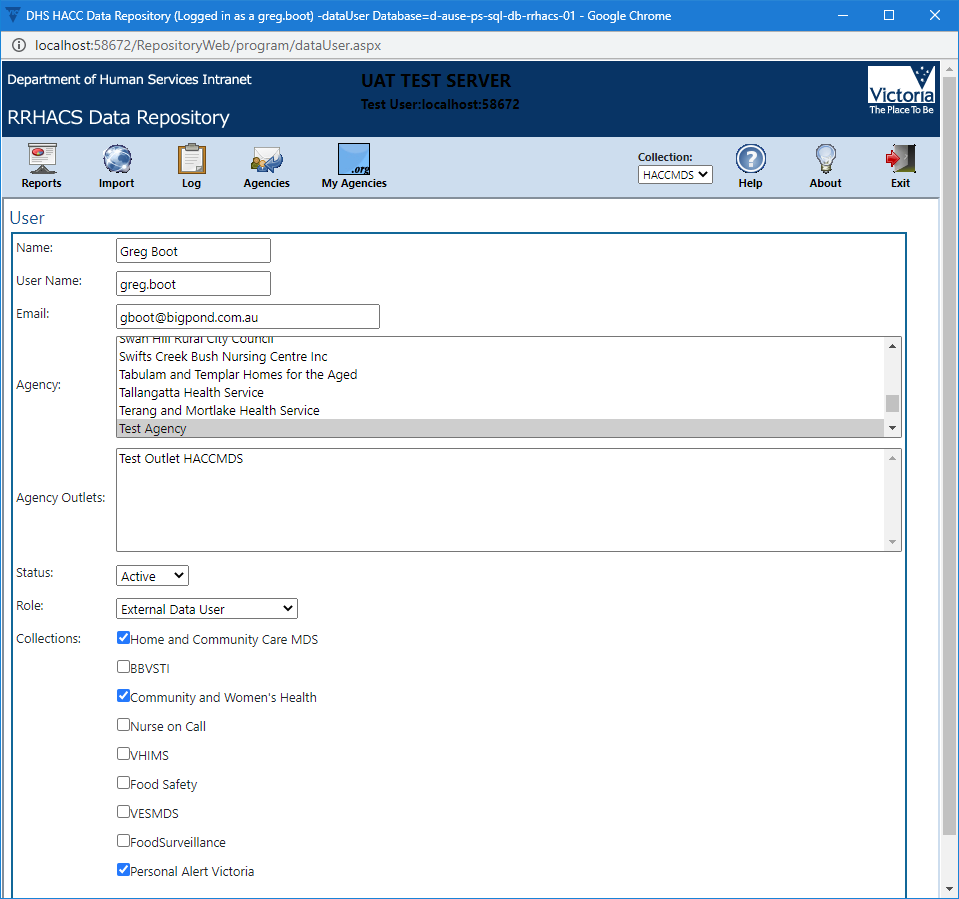 DHS HACC Data Repository (Logged in as a greg.boot) -dataUser Database=d-ause-ps-sql-db-rrhacs-01 - Google Chrome
localhost:58672/RepositoryWeb/program/dataUser.aspx
Department of Human Services Intranet
UAT TEST SERVER
Test User:localhost:58672
RRHACS Data Repository
Victoria
The Place To Be
Reports
Import
Log
Agencies
.org
My Agencies
Collection:
HACCMDS
?
Help
About
Exit
User
Name:
Greg Boot
User Name:
greg.boot
Email:
gboot@bigpond.com.au
Agency:
Swan Hill Rural City Council
Swifts Creek Bush Nursing Centre Inc
Tabulam and Templar Homes for the Aged
Tallangatta Health Service
Terang and Mortlake Health Service
Test Agency
Agency Outlets:
Test Outlet HACCMDS
Status:
Active
Role:
External Data User
Collections:
Home and Community Care MDS
BBVSTI
Community and Women's Health
Nurse on Call
VHIMS
Food Safety
VESMDS
FoodSurveillance
Personal Alert Victoria